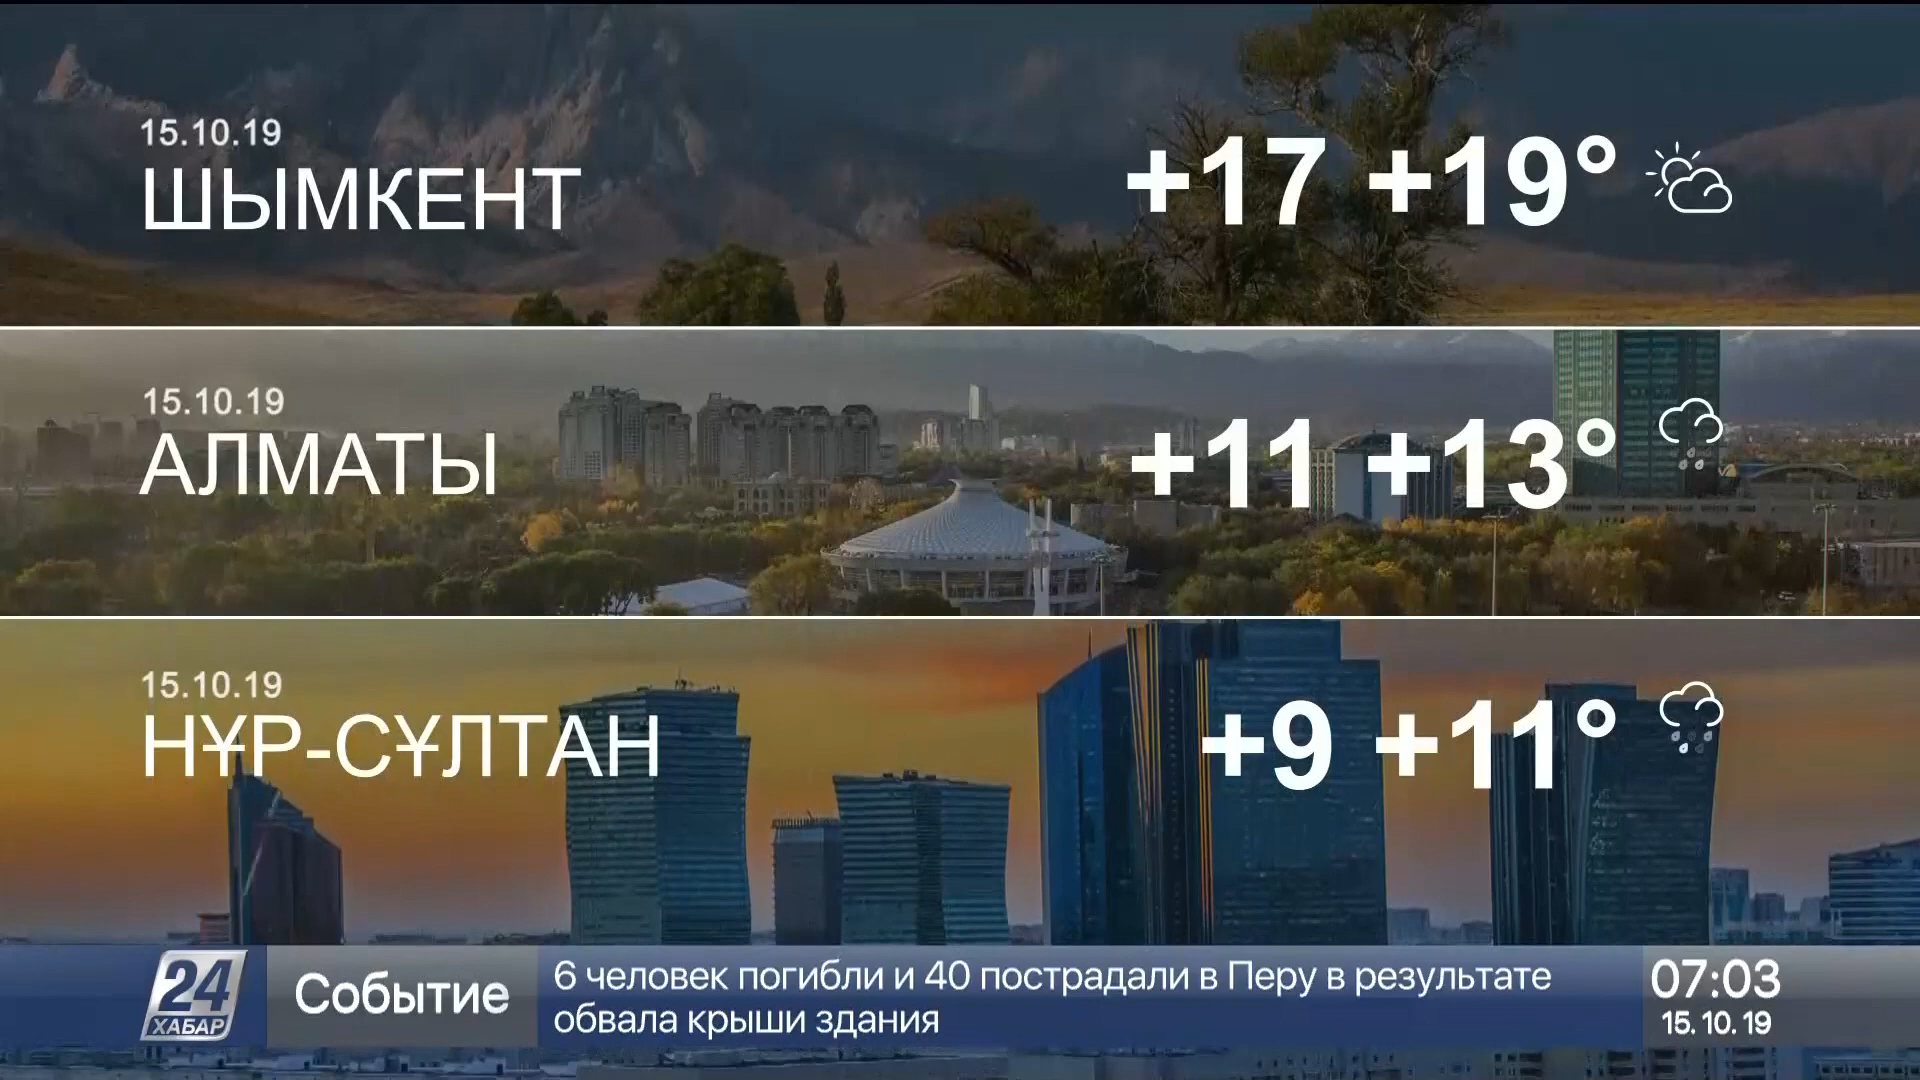 15.10.19
ШЫМКЕНТ
+17 +19°
15.10.19
АЛМАТЫ
+11 +13°
15.10.19
НҰР-СҰЛТАН
+9 +11°
24
ХАБАР
Событие
6 человек погибли и 40 пострадали в Перу в результате
обвала крыши здания
07:03
15.10.19